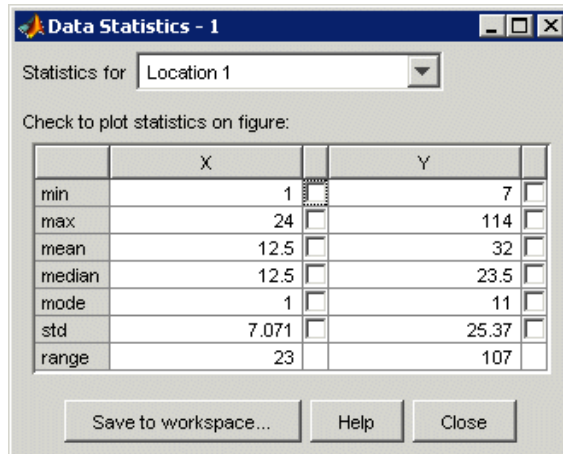 Data Statistics - 1
Statistics for Location 1
Check to plot statistics on figure:
X Y
min 1 7
max 24 114
mean 12.5 32
median 12.5 23.5
mode 1 11
std 7.071 25.37
range 23 107
Save to workspace... Help Close